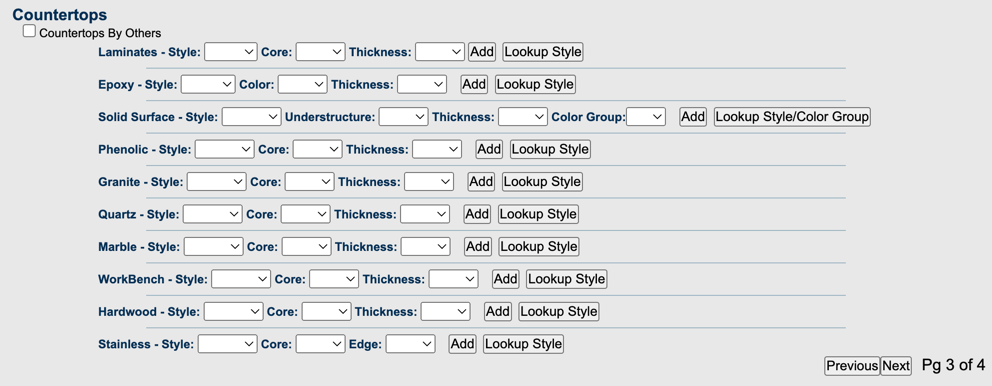 Countertops
Countertops By Others
Laminates - Style: Core: Thickness: Add Lookup Style
Epoxy - Style: Color: Thickness: Add Lookup Style
Solid Surface - Style: Understructure: Thickness: Color Group: Add Lookup Style/Color Group
Phenolic - Style: Core: Thickness: Add Lookup Style
Granite - Style: Core: Thickness: Add Lookup Style
Quartz - Style: Core: Thickness: Add Lookup Style
Marble - Style: Core: Thickness: Add Lookup Style
WorkBench - Style: Core: Thickness: Add Lookup Style
Hardwood - Style: Core: Thickness: Add Lookup Style
Stainless - Style: Core: Edge: Add Lookup Style
Previous Next Pg 3 of 4